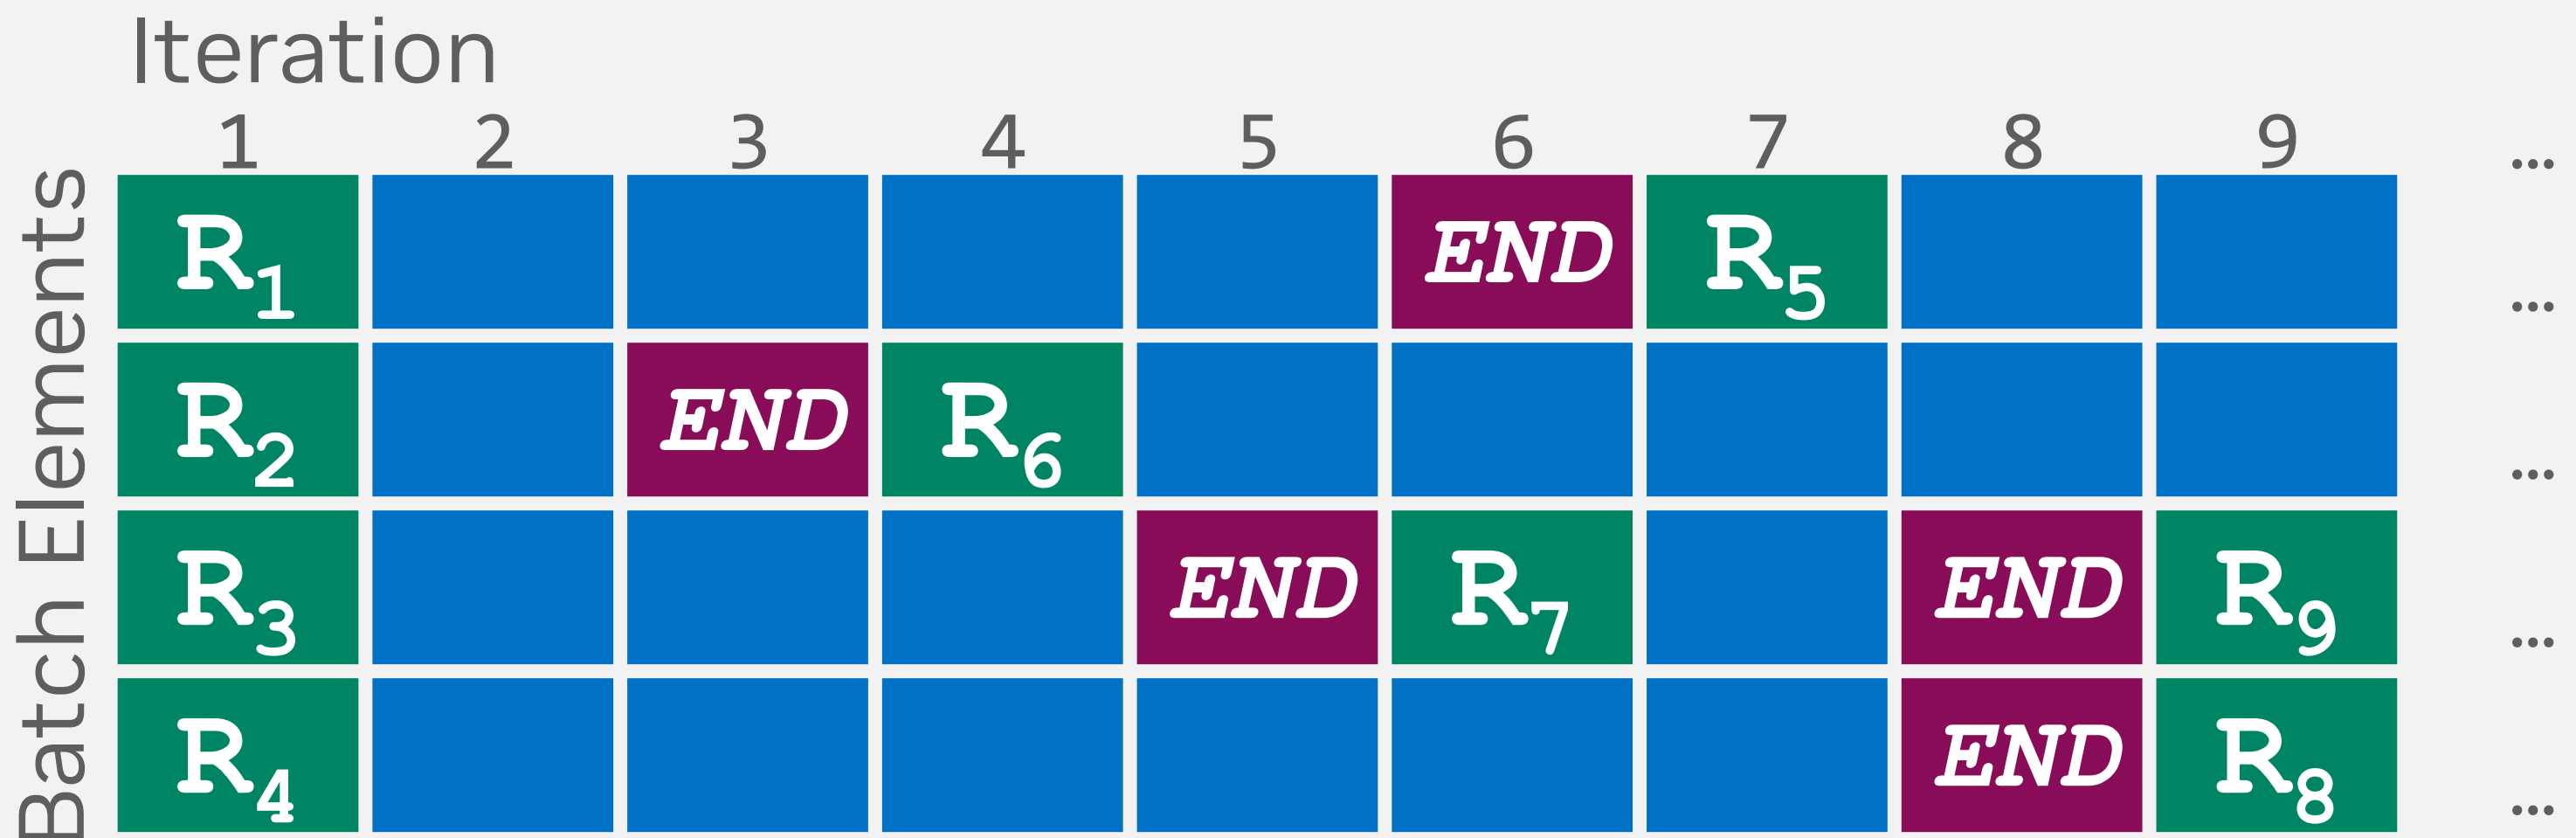 Iteration
1 2 3 4 5 6 7 8 9 ...
Batch Elements
R1 END R5 ...
R2 END R6 ...
R3 END R7 END R9 ...
R4 END R8 ...